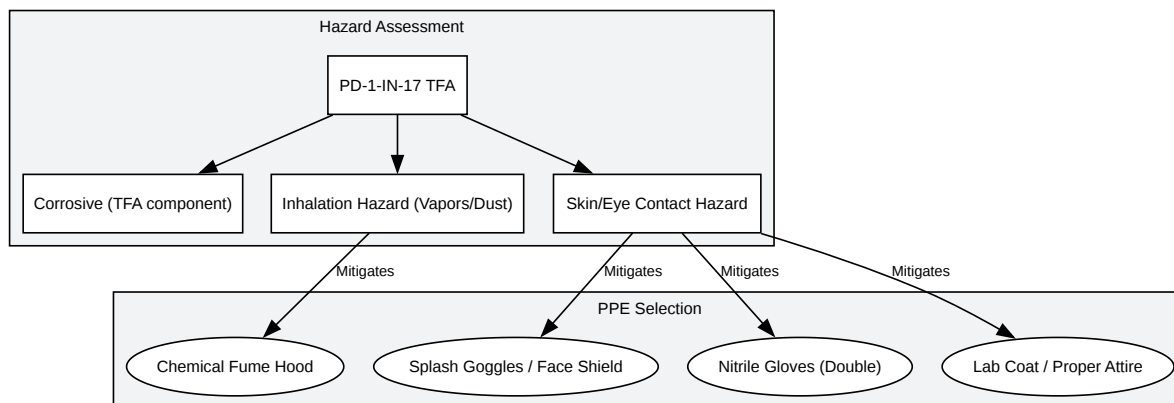 Hazard Assessment
PD-1-IN-17 TFA
Corrosive (TFA component)
Inhalation Hazard (Vapors/Dust)
Skin/Eye Contact Hazard
Mitigates
Mitigates
Mitigates
Mitigates
PPE Selection
Chemical Fume Hood
Splash Goggles / Face Shield
Nitrile Gloves (Double)
Lab Coat / Proper Attire